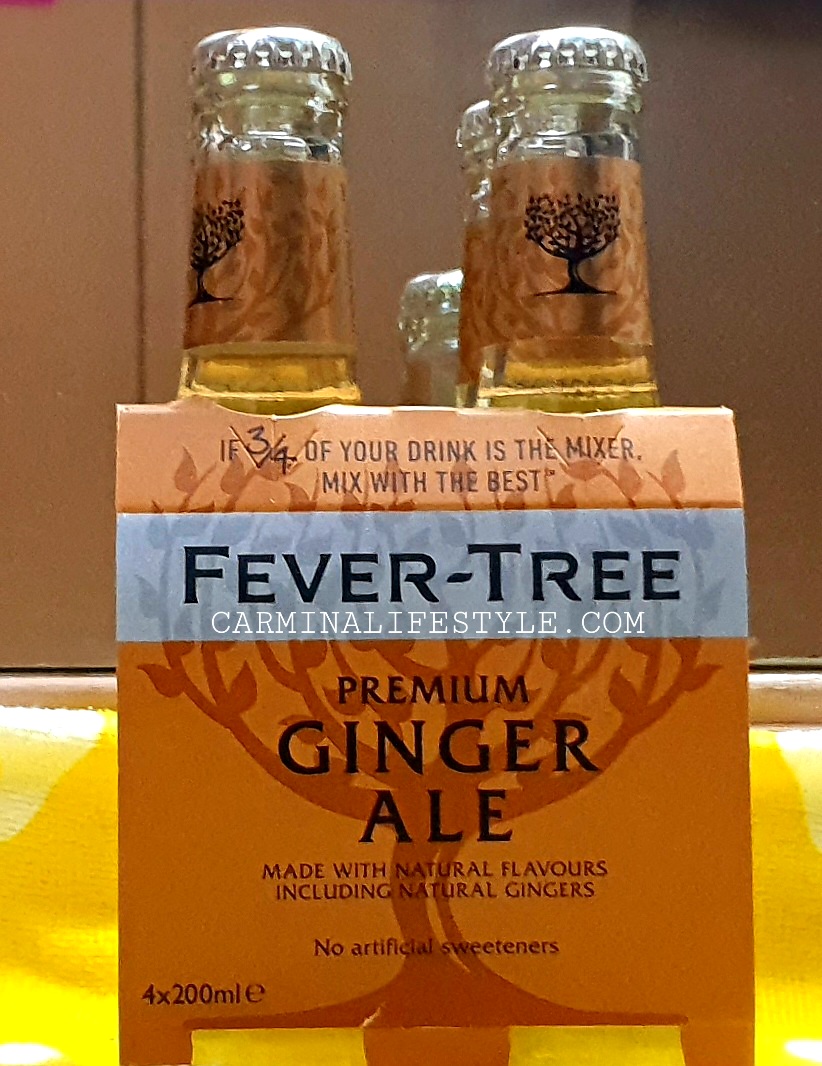 IF 3/4 OF YOUR DRINK IS THE MIXER,
MIX WITH THE BEST™
FEVER-TREE
CARMINALIFESTYLE.COM
PREMIUM
GINGER
ALE
MADE WITH NATURAL FLAVOURS
INCLUDING NATURAL GINGERS
No artificial sweeteners
4x200ml℮